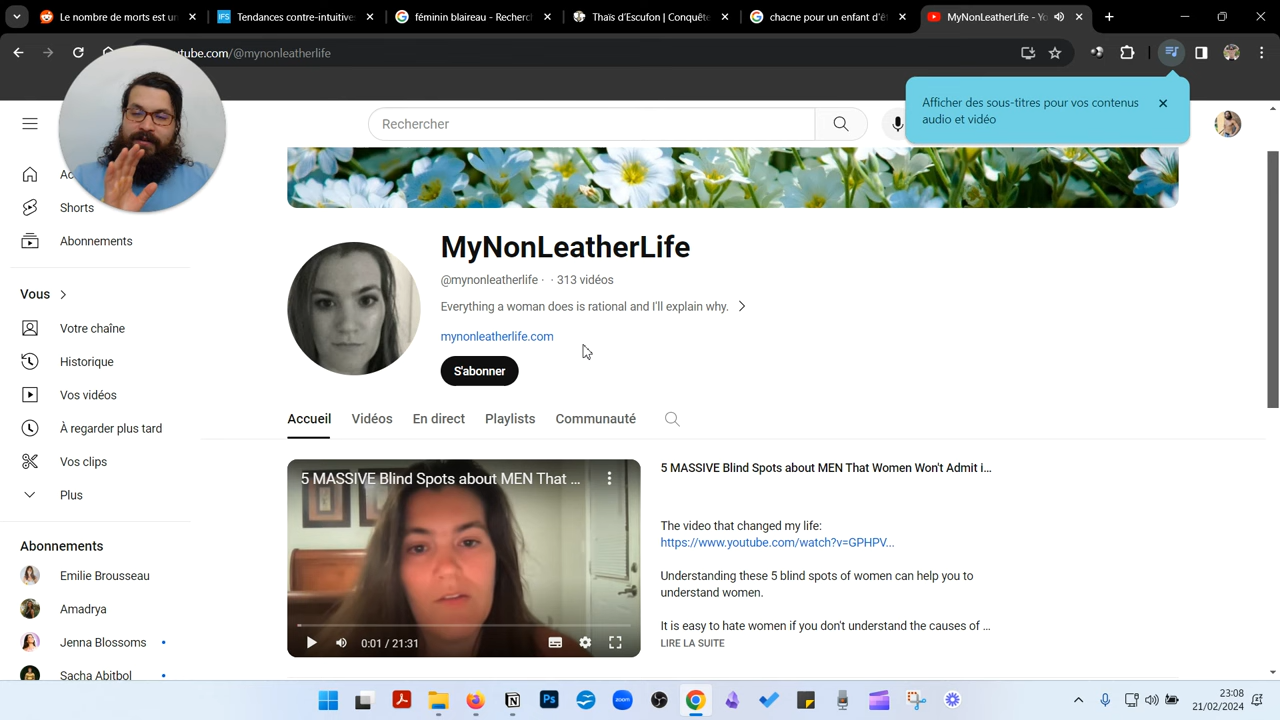 Le nombre de morts est un
Tendances contre-intuitive
féminin blaireau - Recherc
Thaïs d'Escufon | Conquête
chacne pour un enfant d'ê
MyNonLeatherLife - Yo
tube.com/@mynonleatherlife
Afficher des sous-titres pour vos contenus
audio et vidéo
Rechercher
Shorts
Abonnements
Vous
Votre chaîne
Historique
Vos vidéos
À regarder plus tard
Vos clips
Plus
Abonnements
Emilie Brousseau
Amadrya
Jenna Blossoms
Sacha Abitbol
MyNonLeatherLife
@mynonleatherlife · · 313 vidéos
Everything a woman does is rational and I'll explain why.
mynonleatherlife.com
S'abonner
Accueil Vidéos En direct Playlists Communauté
5 MASSIVE Blind Spots about MEN That ...
0:01 / 21:31
5 MASSIVE Blind Spots about MEN That Women Won't Admit i...
The video that changed my life:
https://www.youtube.com/watch?v=GPHPV...
Understanding these 5 blind spots of women can help you to
understand women.
It is easy to hate women if you don't understand the causes of ...
LIRE LA SUITE
23:08
21/02/2024